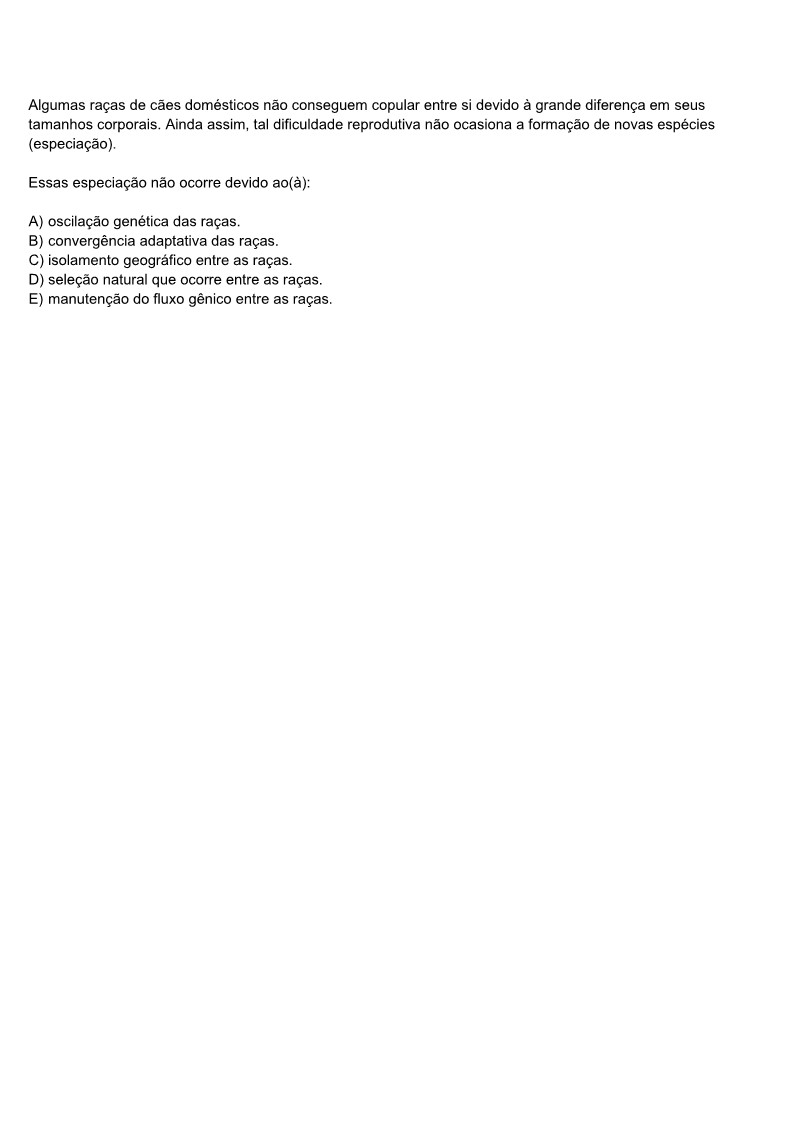 Algumas raças de cães domésticos não conseguem copular entre si devido à grande diferença em seus
tamanhos corporais. Ainda assim, tal dificuldade reprodutiva não ocasiona a formação de novas espécies
(especiação).
Essas especiação não ocorre devido ao(à):
A) oscilação genética das raças.
B) convergência adaptativa das raças.
C) isolamento geográfico entre as raças.
D) seleção natural que ocorre entre as raças.
E) manutenção do fluxo gênico entre as raças.